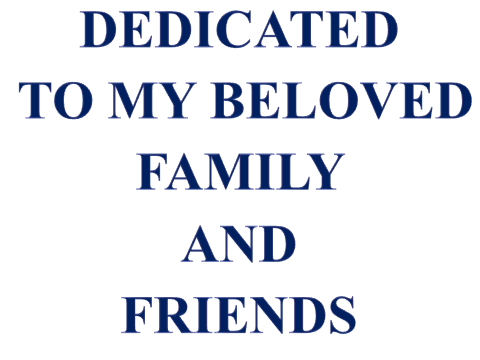 DEDICATED
TO MY BELOVED
FAMILY
AND
FRIENDS